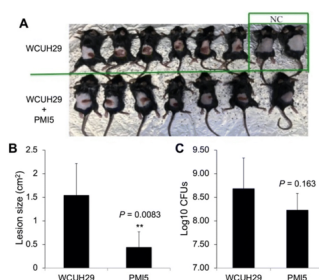 A
NC
WCUH29
WCUH29
+
PMI5
B
2.5
2
1.5
1
0.5
0
Lesion size (cm²)
P = 0.0083
**
WCUH29
PMI5
C
9.50
9.00
8.50
8.00
7.50
7.00
Log10 CFUs
P = 0.163
WCUH29
PMI5